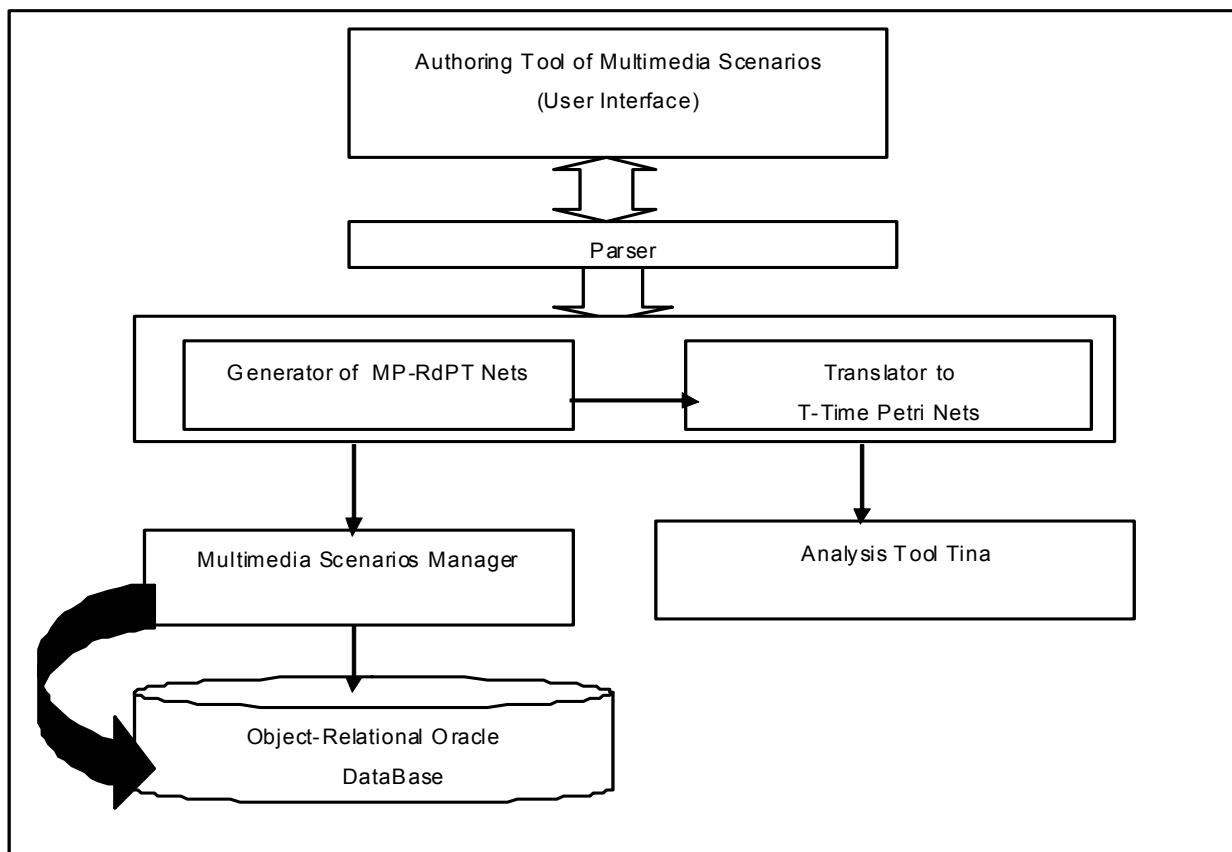 Authoring Tool of Multimedia Scenarios
(User Interface)
Parser
Generator of MP-RdPT Nets
Translator to
T-Time Petri Nets
Multimedia Scenarios Manager
Analysis Tool Tina
Object-Relational Oracle
DataBase